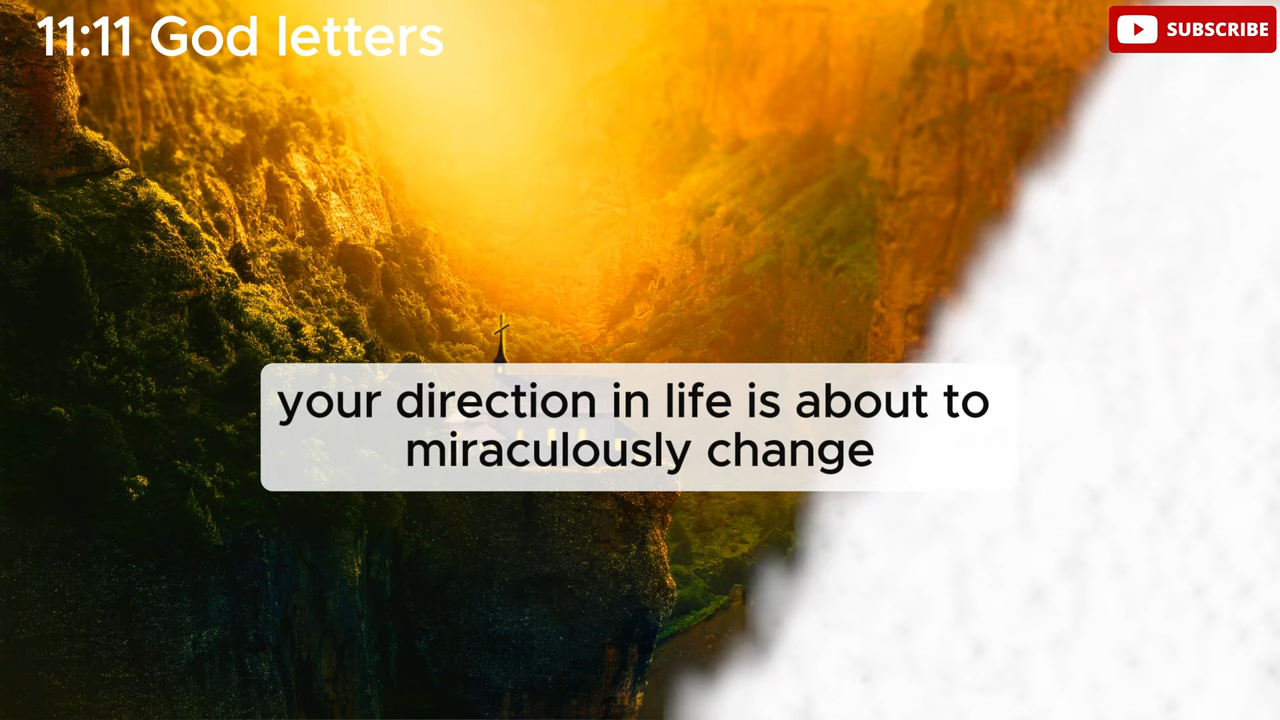 11:11 God letters
SUBSCRIBE
your direction in life is about to
miraculously change